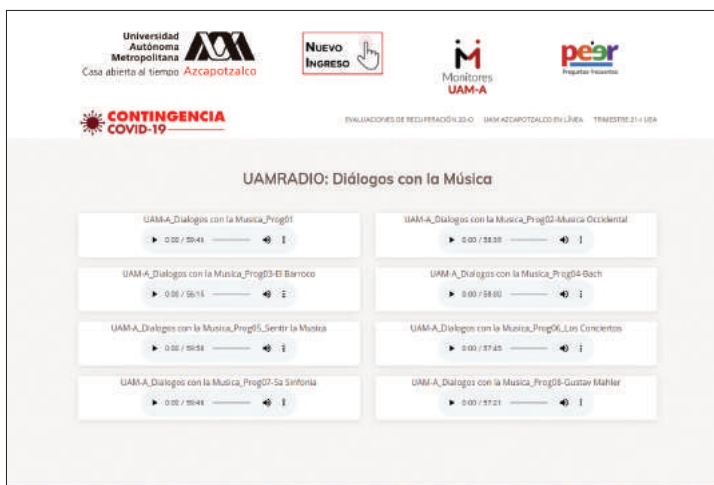 Universidad
Autónoma
Metropolitana
Casa abierta al tiempo Azcapotzalco
NUEVO
INGRESO
Monitores
UAM-A
peer
Preguntas frecuentes
CONTINGENCIA
COVID-19
EVALUACIONES DE RECUPERACIÓN 20-O UAM AZCAPOTZALCO EN LÍNEA TRIMESTRE 21-I UEA
UAMRADIO: Diálogos con la Música
UAM-A_Dialogos con la Musica_Prog01
0:00 / 59:46
UAM-A_Dialogos con la Musica_Prog02-Musica Occidental
0:00 /
UAM-A_Dialogos con la Musica_Prog03-El Barroco
0:00 / 56:15
UAM-A_Dialogos con la Musica_Prog04-Bach
0:00 / 58:00
UAM-A_Dialogos con la Musica_Prog05_Sentir la Musica
0:00 / 59:58
UAM-A_Dialogos con la Musica_Prog06_Los Conciertos
0:00 / 57:45
UAM-A_Dialogos con la Musica_Prog07-5a Sinfonia
0:00 / 59:46
UAM-A_Dialogos con la Musica_Prog08-Gustav Mahler
0:00 / 57:21